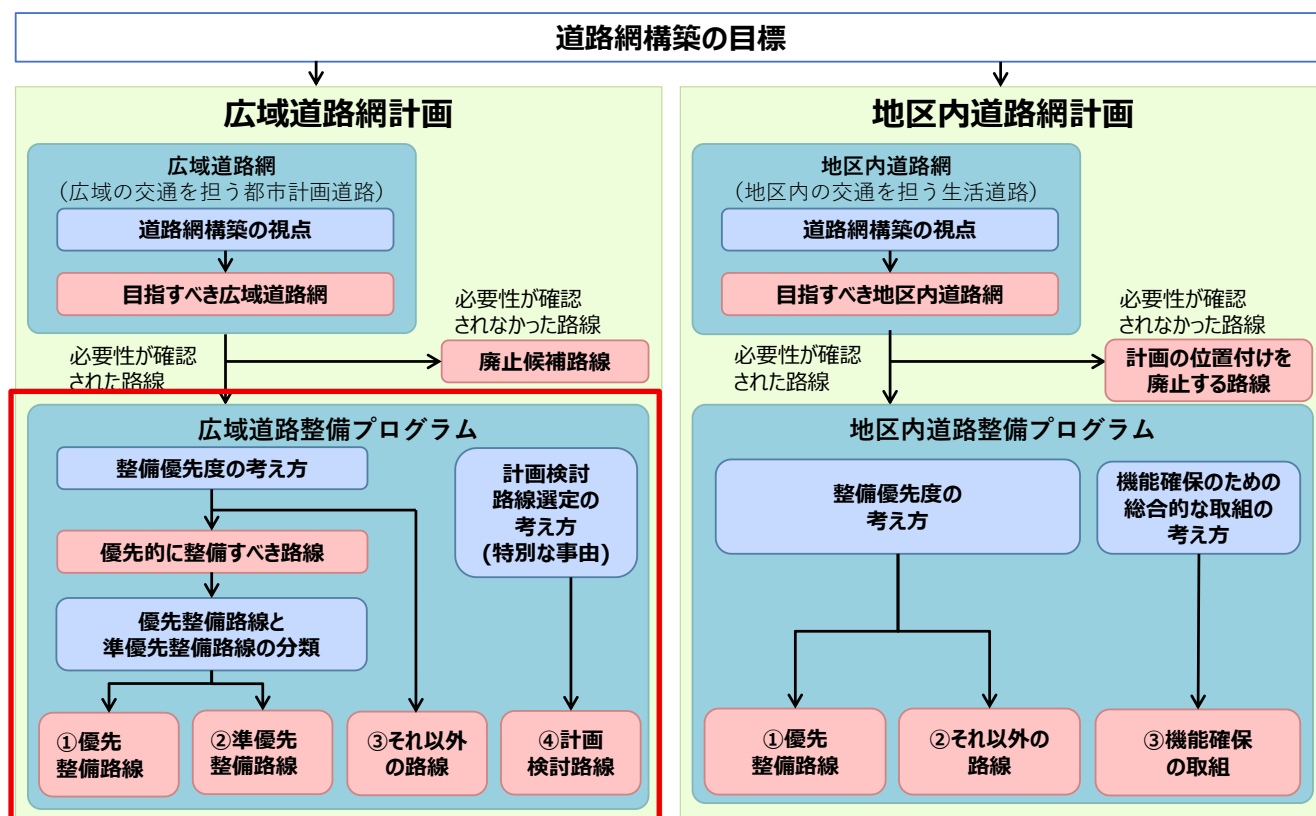 道路網構築の目標
広域道路網計画
広域道路網
（広域の交通を担う都市計画道路）
道路網構築の視点
目指すべき広域道路網
必要性が確認
されなかった路線
必要性が確認
された路線
廃止候補路線
広域道路整備プログラム
整備優先度の考え方
計画検討
路線選定の
考え方
(特別な事由)
優先的に整備すべき路線
優先整備路線と
準優先整備路線の分類
①優先
整備路線
②準優先
整備路線
③それ以外
の路線
④計画
検討路線
地区内道路網計画
地区内道路網
（地区内の交通を担う生活道路）
道路網構築の視点
目指すべき地区内道路網
必要性が確認
されなかった路線
必要性が確認
された路線
計画の位置付けを
廃止する路線
地区内道路整備プログラム
整備優先度の
考え方
機能確保のための
総合的な取組の
考え方
①優先
整備路線
②それ以外の
路線
③機能確保
の取組